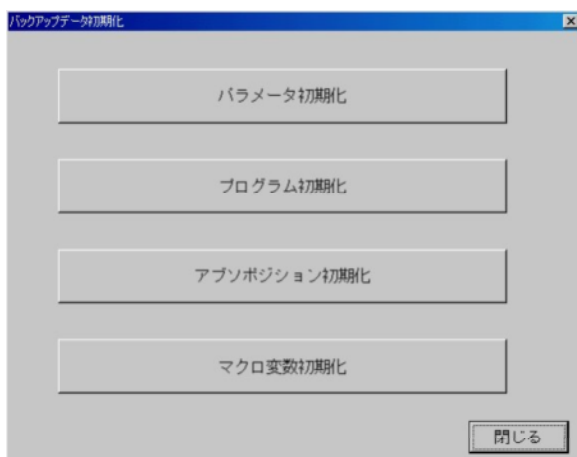 バックアップデータ初期化
パラメータ初期化
プログラム初期化
アブソポジション初期化
マクロ変数初期化
閉じる